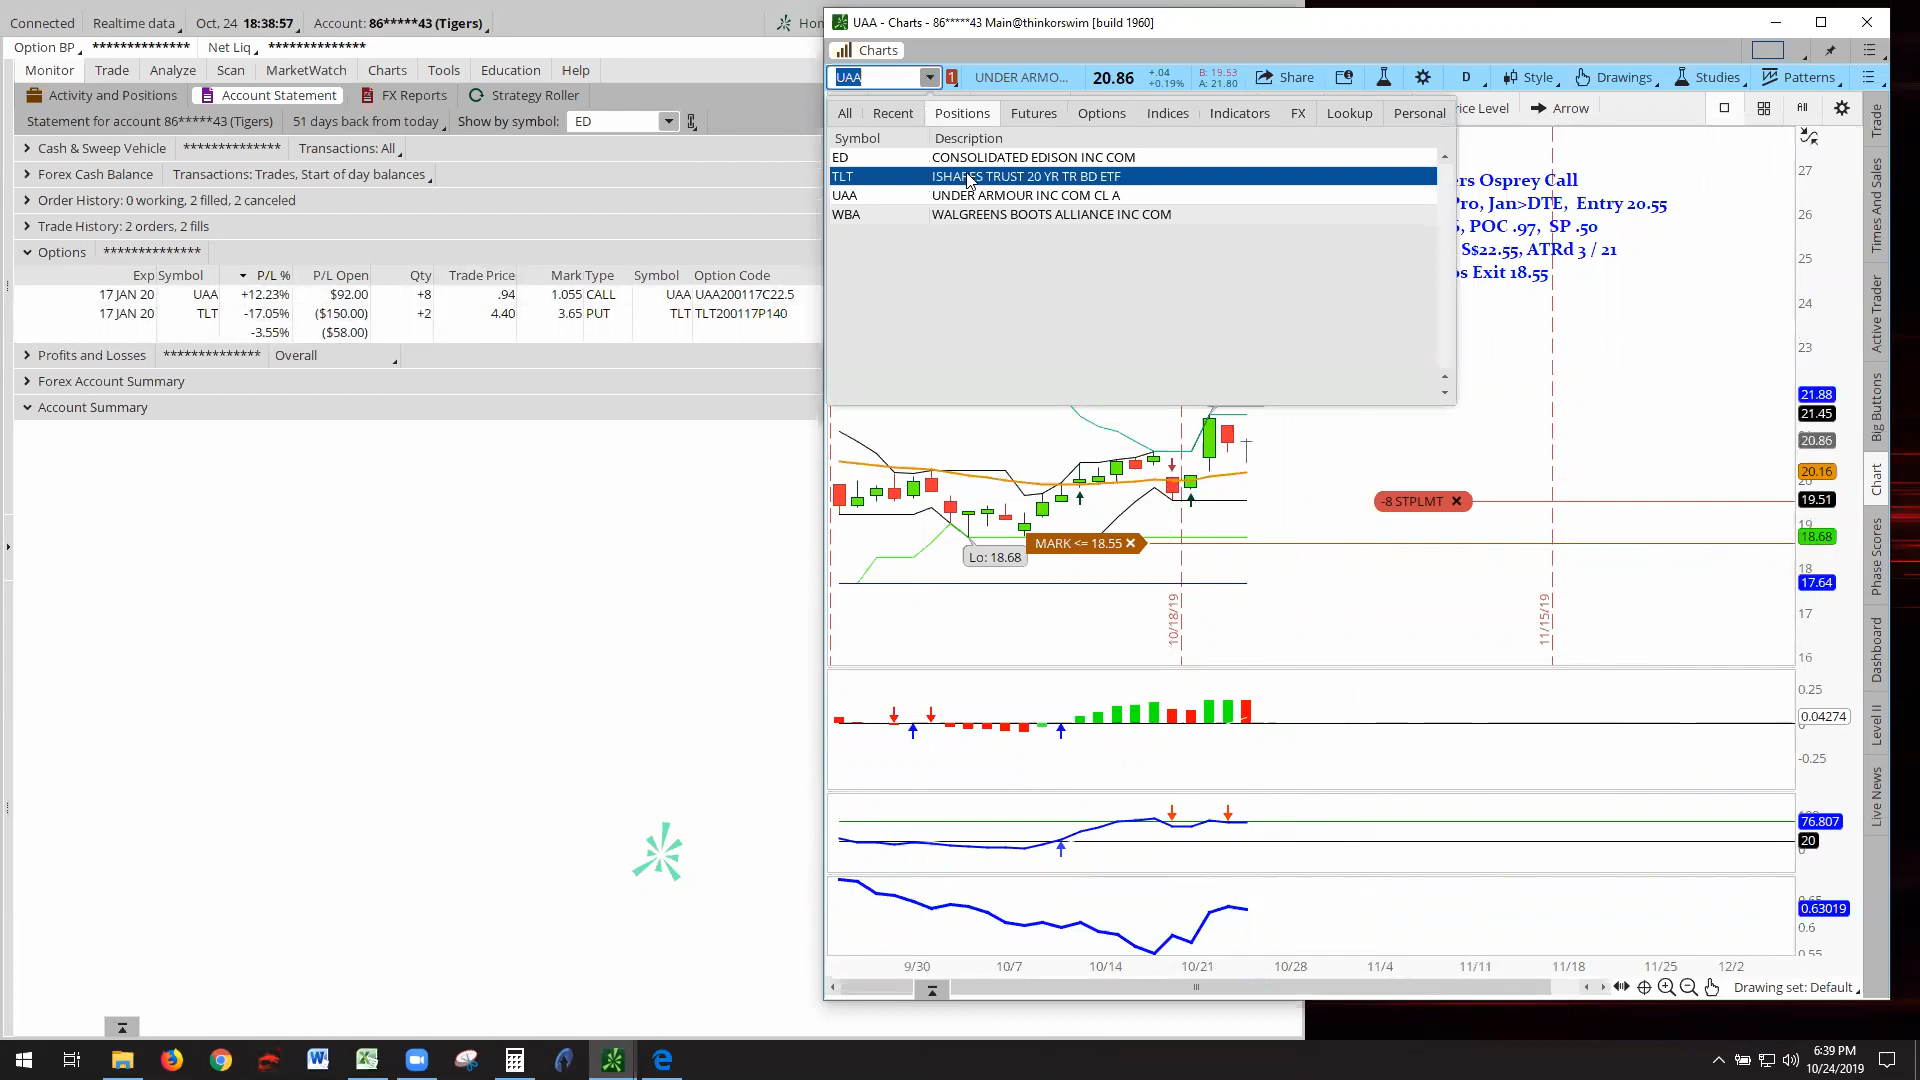 Connected Realtime data Oct, 24 18:38:57 Account: 86*****43 (Tigers)
Option BP ************** Net Liq **************
Monitor Trade Analyze Scan MarketWatch Charts Tools Education Help
Activity and Positions Account Statement FX Reports Strategy Roller
Statement for account 86*****43 (Tigers) 51 days back from today Show by symbol: ED
Cash & Sweep Vehicle ************** Transactions: All
Forex Cash Balance Transactions: Trades, Start of day balances
Order History: 0 working, 2 filled, 2 canceled
Trade History: 2 orders, 2 fills
Options **************
Exp Symbol P/L % P/L Open Qty Trade Price Mark Type Symbol Option Code
17 JAN 20 UAA +12.23% $92.00 +8 .94 1.055 CALL UAA UAA200117C22.5
17 JAN 20 TLT -17.05% ($150.00) +2 4.40 3.65 PUT TLT TLT200117P140
-3.55% ($58.00)
Profits and Losses ************** Overall
Forex Account Summary
Account Summary
UAA - Charts - 86*****43 Main@thinkorswim [build 1960]
Charts
UAA 1 UNDER ARMO... 20.86 +.04 +0.19% B: 19.53 A: 21.80 Share D Style Drawings Studies Patterns
All Recent Positions Futures Options Indices Indicators FX Lookup Personal
rice Level Arrow All
Symbol Description
ED CONSOLIDATED EDISON INC COM
TLT ISHARES TRUST 20 YR TR BD ETF
UAA UNDER ARMOUR INC COM CL A
WBA WALGREENS BOOTS ALLIANCE INC COM
ers Osprey Call
Pro, Jan>DTE, Entry 20.55
, POC .97, SP .50
S$22.55, ATRd 3 / 21
os Exit 18.55
27
26
25
24
23
21.88
21.45
20.86
20.16
20
19.51
19
18.68
18
17.64
17
16
-8 STPLMT
MARK <= 18.55
Lo: 18.68
10/18/19
11/15/19
0.25
0.04274
-0.25
76.807
20
0.63019
0.6
0.55
9/30 10/7 10/14 10/21 10/28 11/4 11/11 11/18 11/25 12/2
Drawing set: Default
Trade
Times And Sales
Active Trader
Big Buttons
Chart
Phase Scores
Dashboard
Level II
Live News
6:39 PM
10/24/2019